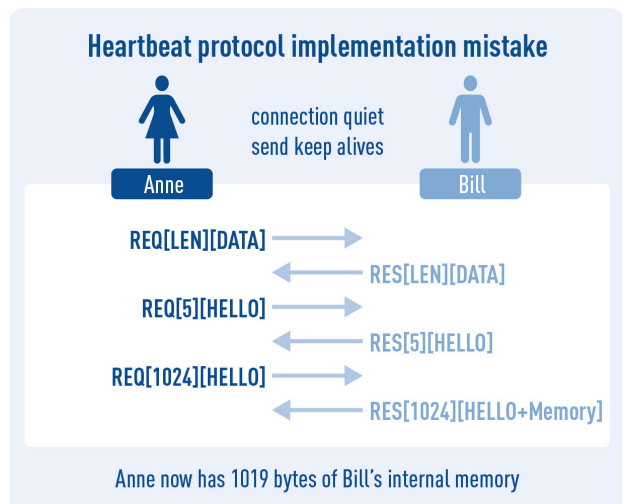 Heartbeat protocol implementation mistake
connection quiet
send keep alives
Anne
Bill
REQ[LEN][DATA]
RES[LEN][DATA]
REQ[5][HELLO]
RES[5][HELLO]
REQ[1024][HELLO]
RES[1024][HELLO+Memory]
Anne now has 1019 bytes of Bill's internal memory